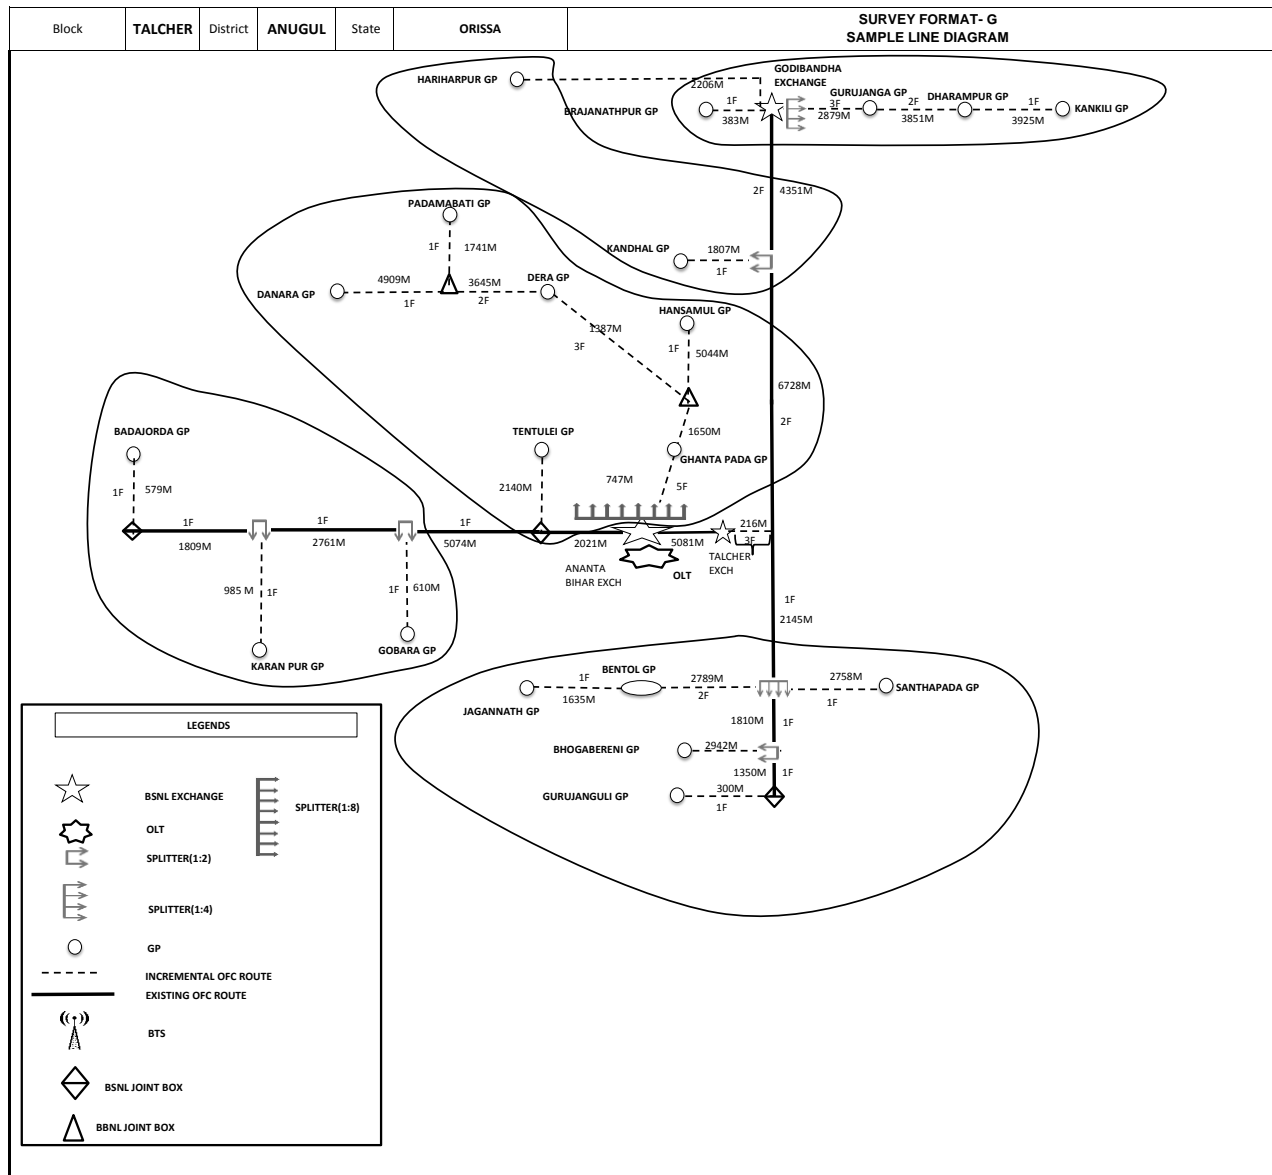 Block TALCHER District ANUGUL State ORISSA
SURVEY FORMAT- G
SAMPLE LINE DIAGRAM
HARIHARPUR GP
2206M
GODIBANDHA
EXCHANGE
BRAJANATHPUR GP
1F
383M
GURUJANGA GP
3F
2879M
DHARAMPUR GP
2F
3851M
1F
3925M
KANKILI GP
2F 4351M
PADAMABATI GP
1F 1741M
KANDHAL GP
1807M
1F
DANARA GP
4909M
1F
3645M
2F
DERA GP
1387M
3F
HANSAMUL GP
1F 5044M
6728M
2F
1650M
GHANTA PADA GP
5F
BADAJORDA GP
1F 579M
TENTULEI GP
2140M
747M
1F
1809M
1F
2761M
1F
5074M
2021M
5081M
216M
3F
ANANTA
BIHAR EXCH
OLT
TALCHER
EXCH
985 M 1F
1F 610M
KARAN PUR GP
GOBARA GP
1F
2145M
BENTOL GP
1F
1635M
JAGANNATH GP
2789M
2F
2758M
1F
SANTHAPADA GP
1810M 1F
BHOGABERENI GP
2942M
1350M 1F
GURUJANGULI GP
300M
1F
LEGENDS
BSNL EXCHANGE
SPLITTER(1:8)
OLT
SPLITTER(1:2)
SPLITTER(1:4)
GP
INCREMENTAL OFC ROUTE
EXISTING OFC ROUTE
BTS
BSNL JOINT BOX
BBNL JOINT BOX